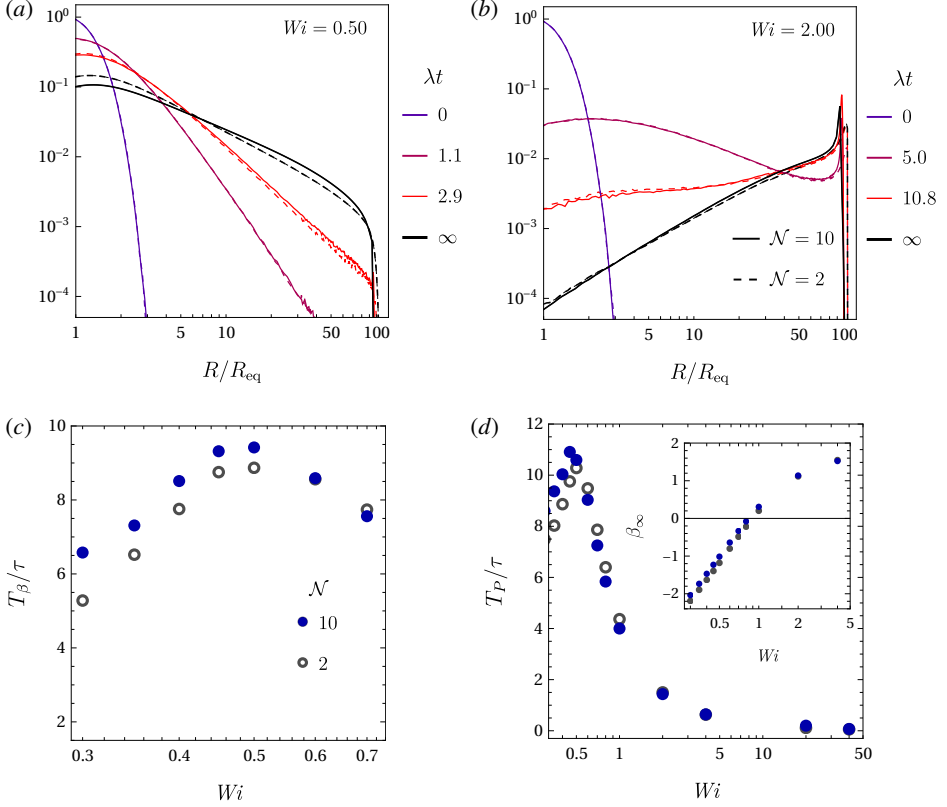 (a)
Wi = 0.50
10⁰
10⁻¹
10⁻²
10⁻³
10⁻⁴
1 5 10 50 100
R/R_eq
λt
0
1.1
2.9
∞
(b)
Wi = 2.00
10⁰
10⁻¹
10⁻²
10⁻³
10⁻⁴
𝒩 = 10
𝒩 = 2
1 5 10 50 100
R/R_eq
λt
0
5.0
10.8
∞
(c)
T_β/τ
10
8
6
4
2
𝒩
10
2
0.3 0.4 0.5 0.6 0.7
Wi
(d)
T_P/τ
12
10
8
6
4
2
0
β_∞
2
1
0
−1
−2
0.5 1 2 5
Wi
0.5 1 5 10 50
Wi